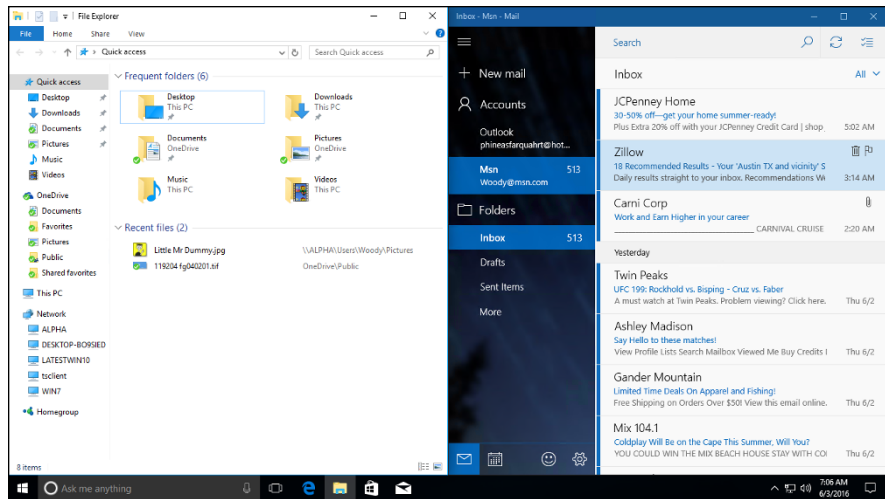 File Explorer
File Home Share View
Quick access
Search Quick access
Quick access
Desktop
Downloads
Documents
Pictures
Music
Videos
OneDrive
Documents
Favorites
Pictures
Public
Shared favorites
This PC
Network
ALPHA
DESKTOP-BO9SIED
LATESTWIN10
tsclient
WIN7
Homegroup
8 items
Frequent folders (6)
Desktop
This PC
Downloads
This PC
Documents
OneDrive
Pictures
OneDrive
Music
This PC
Videos
This PC
Recent files (2)
Little Mr Dummy.jpg \\ALPHA\Users\Woody\Pictures
119204 fg040201.tif OneDrive\Public
Inbox - Msn - Mail
New mail
Accounts
Outlook
phineasfarquahrt@hot...
Msn 513
Woody@msn.com
Folders
Inbox 513
Drafts
Sent Items
More
Search
Inbox All
JCPenney Home
30-50% off—get your home summer-ready!
Plus Extra 20% off with your JCPenney Credit Card | shop 5:02 AM
Zillow
18 Recommended Results - Your 'Austin TX and vicinity' S
Daily results straight to your inbox. Recommendations 3:14 AM
Carni Corp
Work and Earn Higher in your career
CARNIVAL CRUISE 2:20 AM
Yesterday
Twin Peaks
UFC 199: Rockhold vs. Bisping - Cruz vs. Faber
A must watch at Twin Peaks. Problem viewing? Click here. Thu 6/2
Ashley Madison
Say Hello to these matches!
View Profile Lists Search Mailbox Viewed Me Buy Credits Thu 6/2
Gander Mountain
Limited Time Deals On Apparel and Fishing!
Free Shipping on Orders Over $50! View this email online. Thu 6/2
Mix 104.1
Coldplay Will Be on the Cape This Summer, Will You?
YOU COULD WIN THE MIX BEACH HOUSE STAY WITH COL Thu 6/2
Ask me anything
7:06 AM
6/3/2016